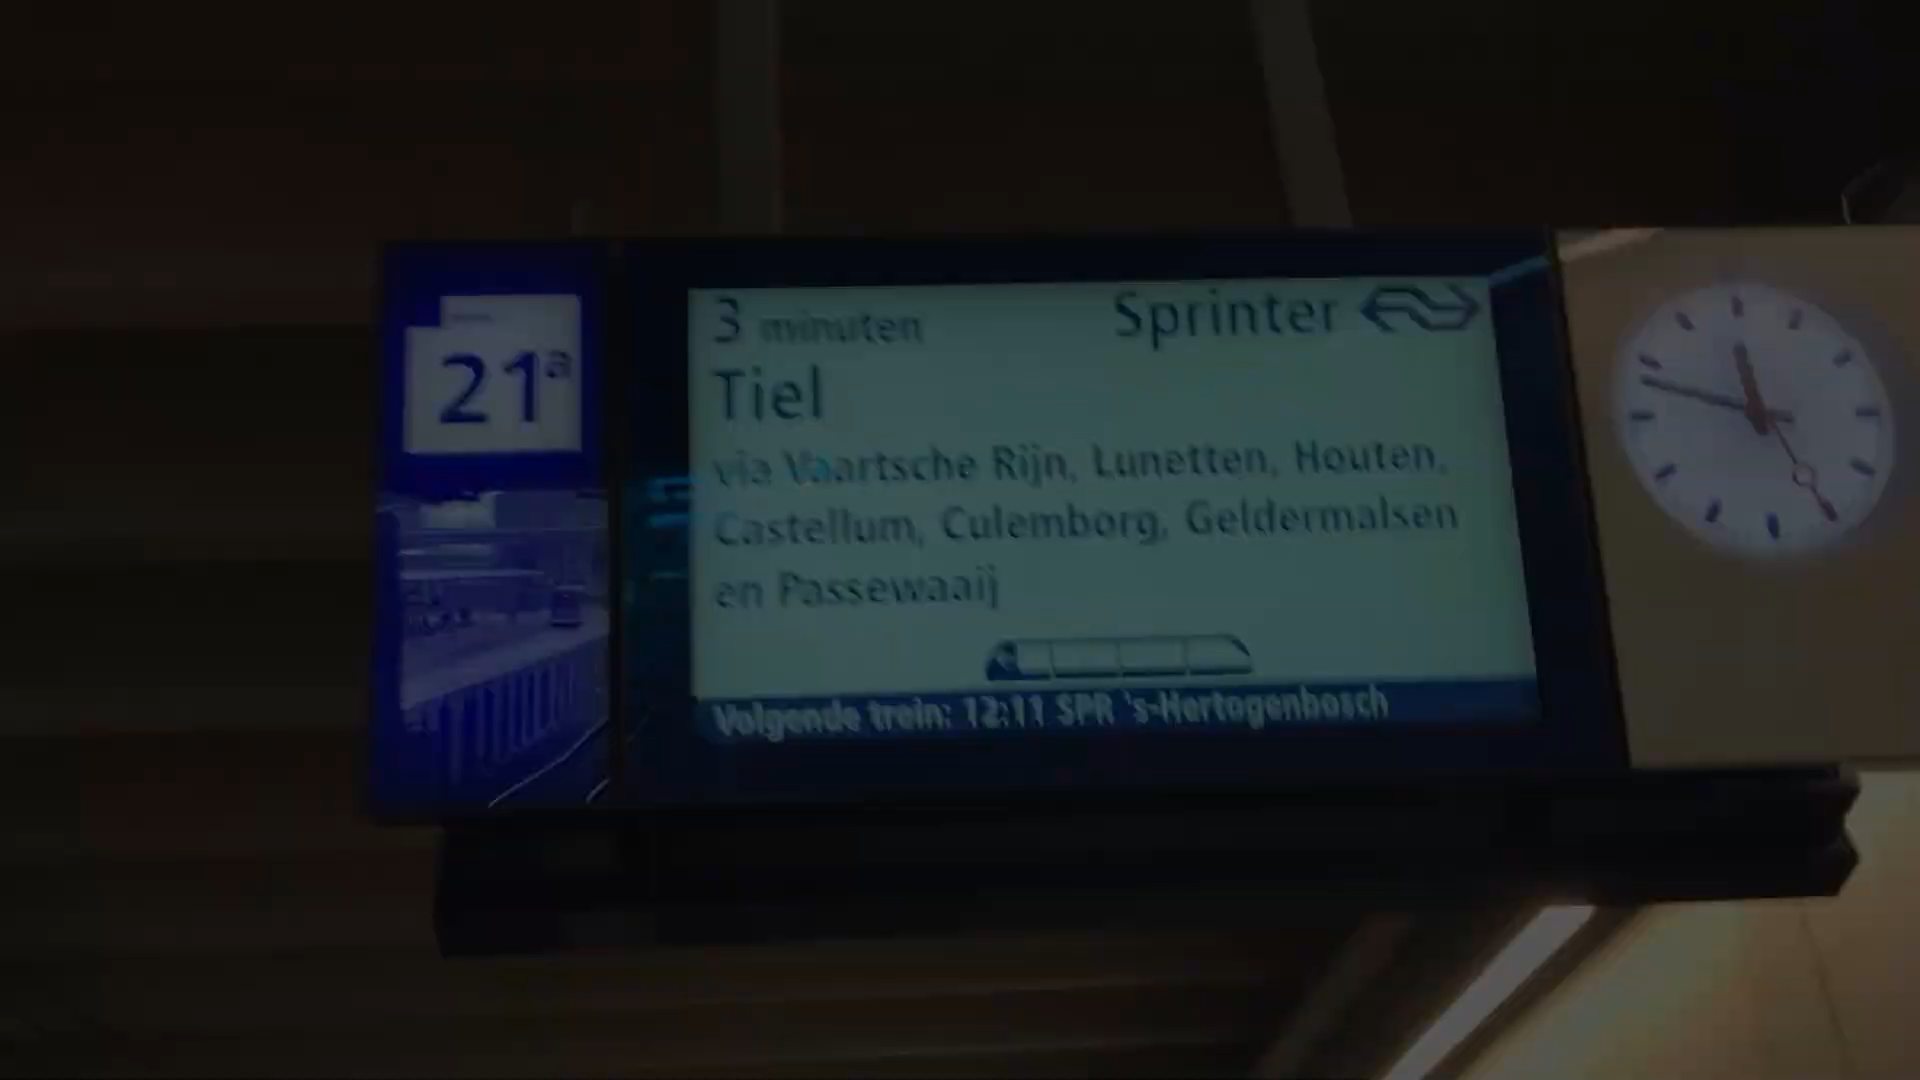 21a
3 minuten Sprinter
Tiel
via Vaartsche Rijn, Lunetten, Houten,
Castellum, Culemborg, Geldermalsen
en Passewaaij
Volgende trein: 12:11 SPR 's-Hertogenbosch